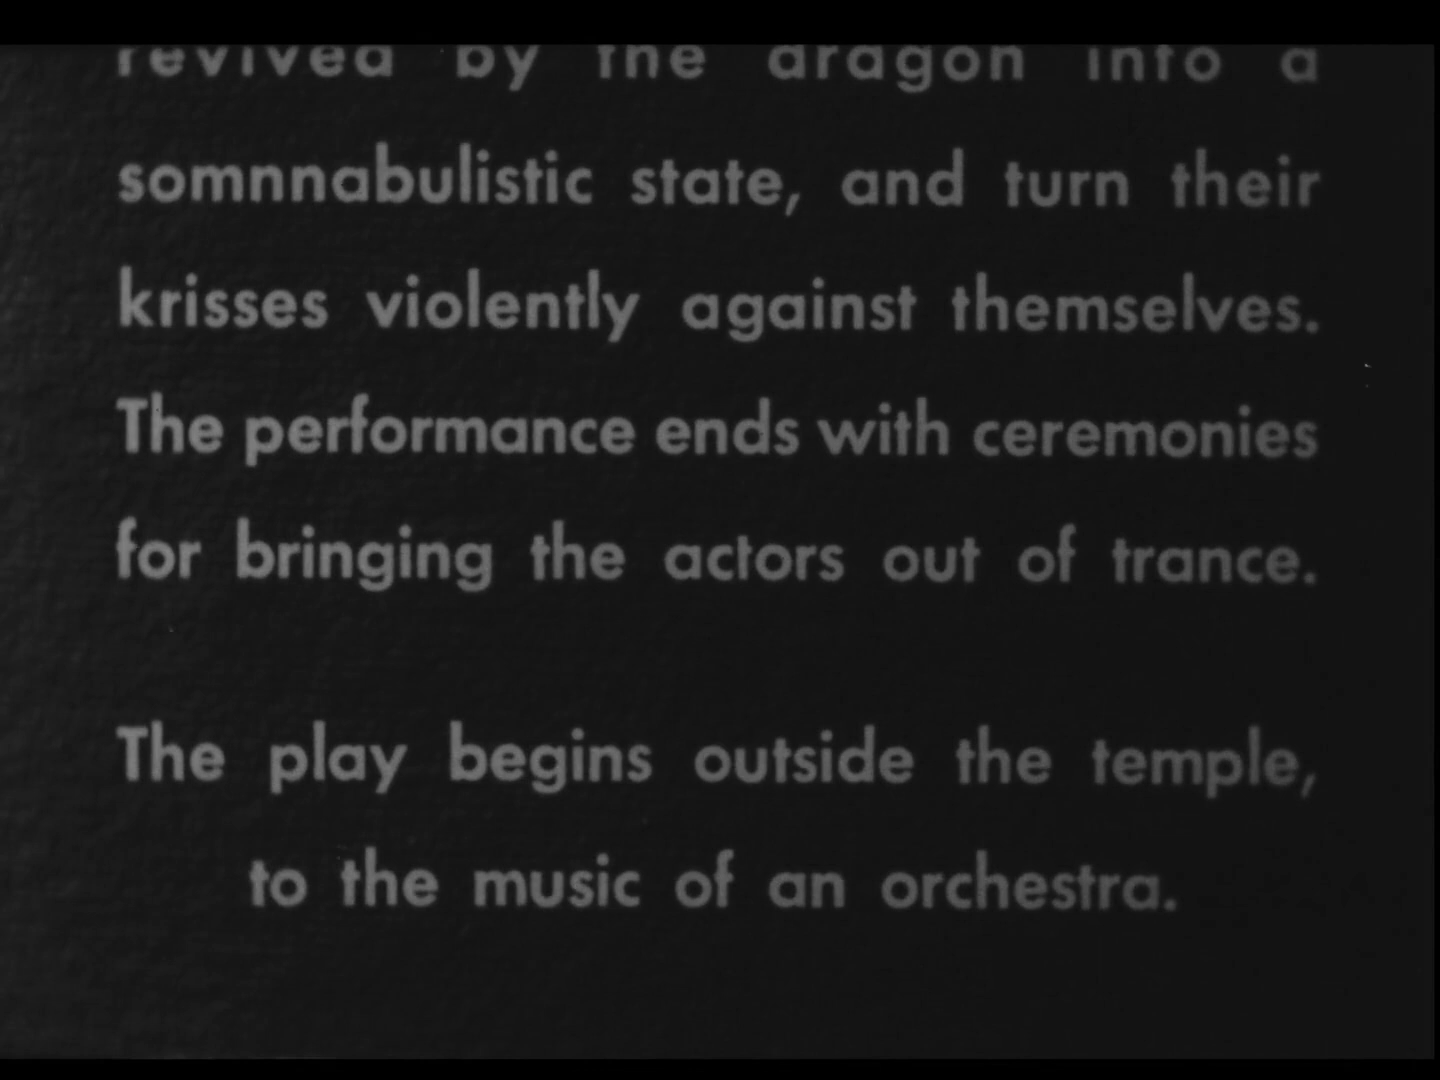 revived by the dragon into a
somnnabulistic state, and turn their
krisses violently against themselves.
The performance ends with ceremonies
for bringing the actors out of trance.
The play begins outside the temple,
to the music of an orchestra.